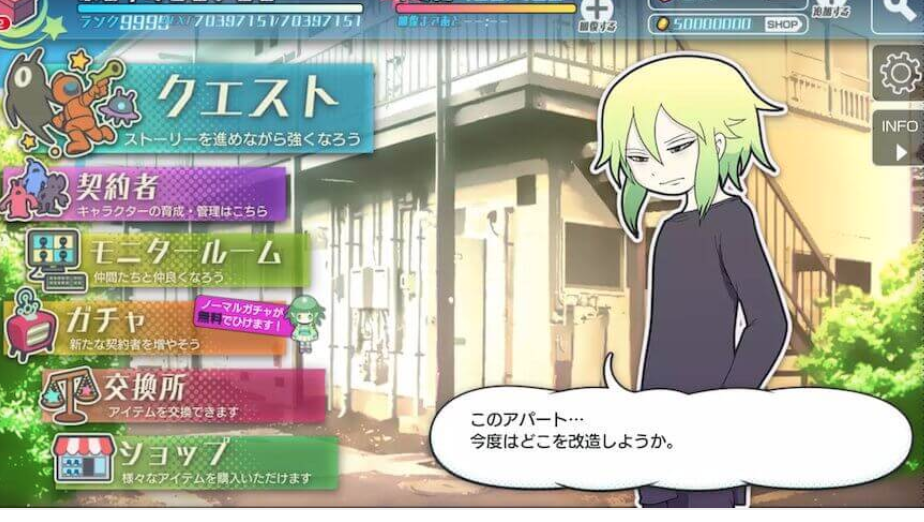 ランク 9999 EXP 70397151/70397151
回復する
50000000 SHOP
INFO
クエスト
ストーリーを進めながら強くなろう
契約者
キャラクターの育成・管理はこちら
モニタールーム
仲間たちと仲良くなろう
ガチャ
新たな契約者を増やそう
ノーマルガチャが
無料でひけます!
交換所
アイテムを交換できます
ショップ
様々なアイテムを購入いただけます
このアパート…
今度はどこを改造しようか。